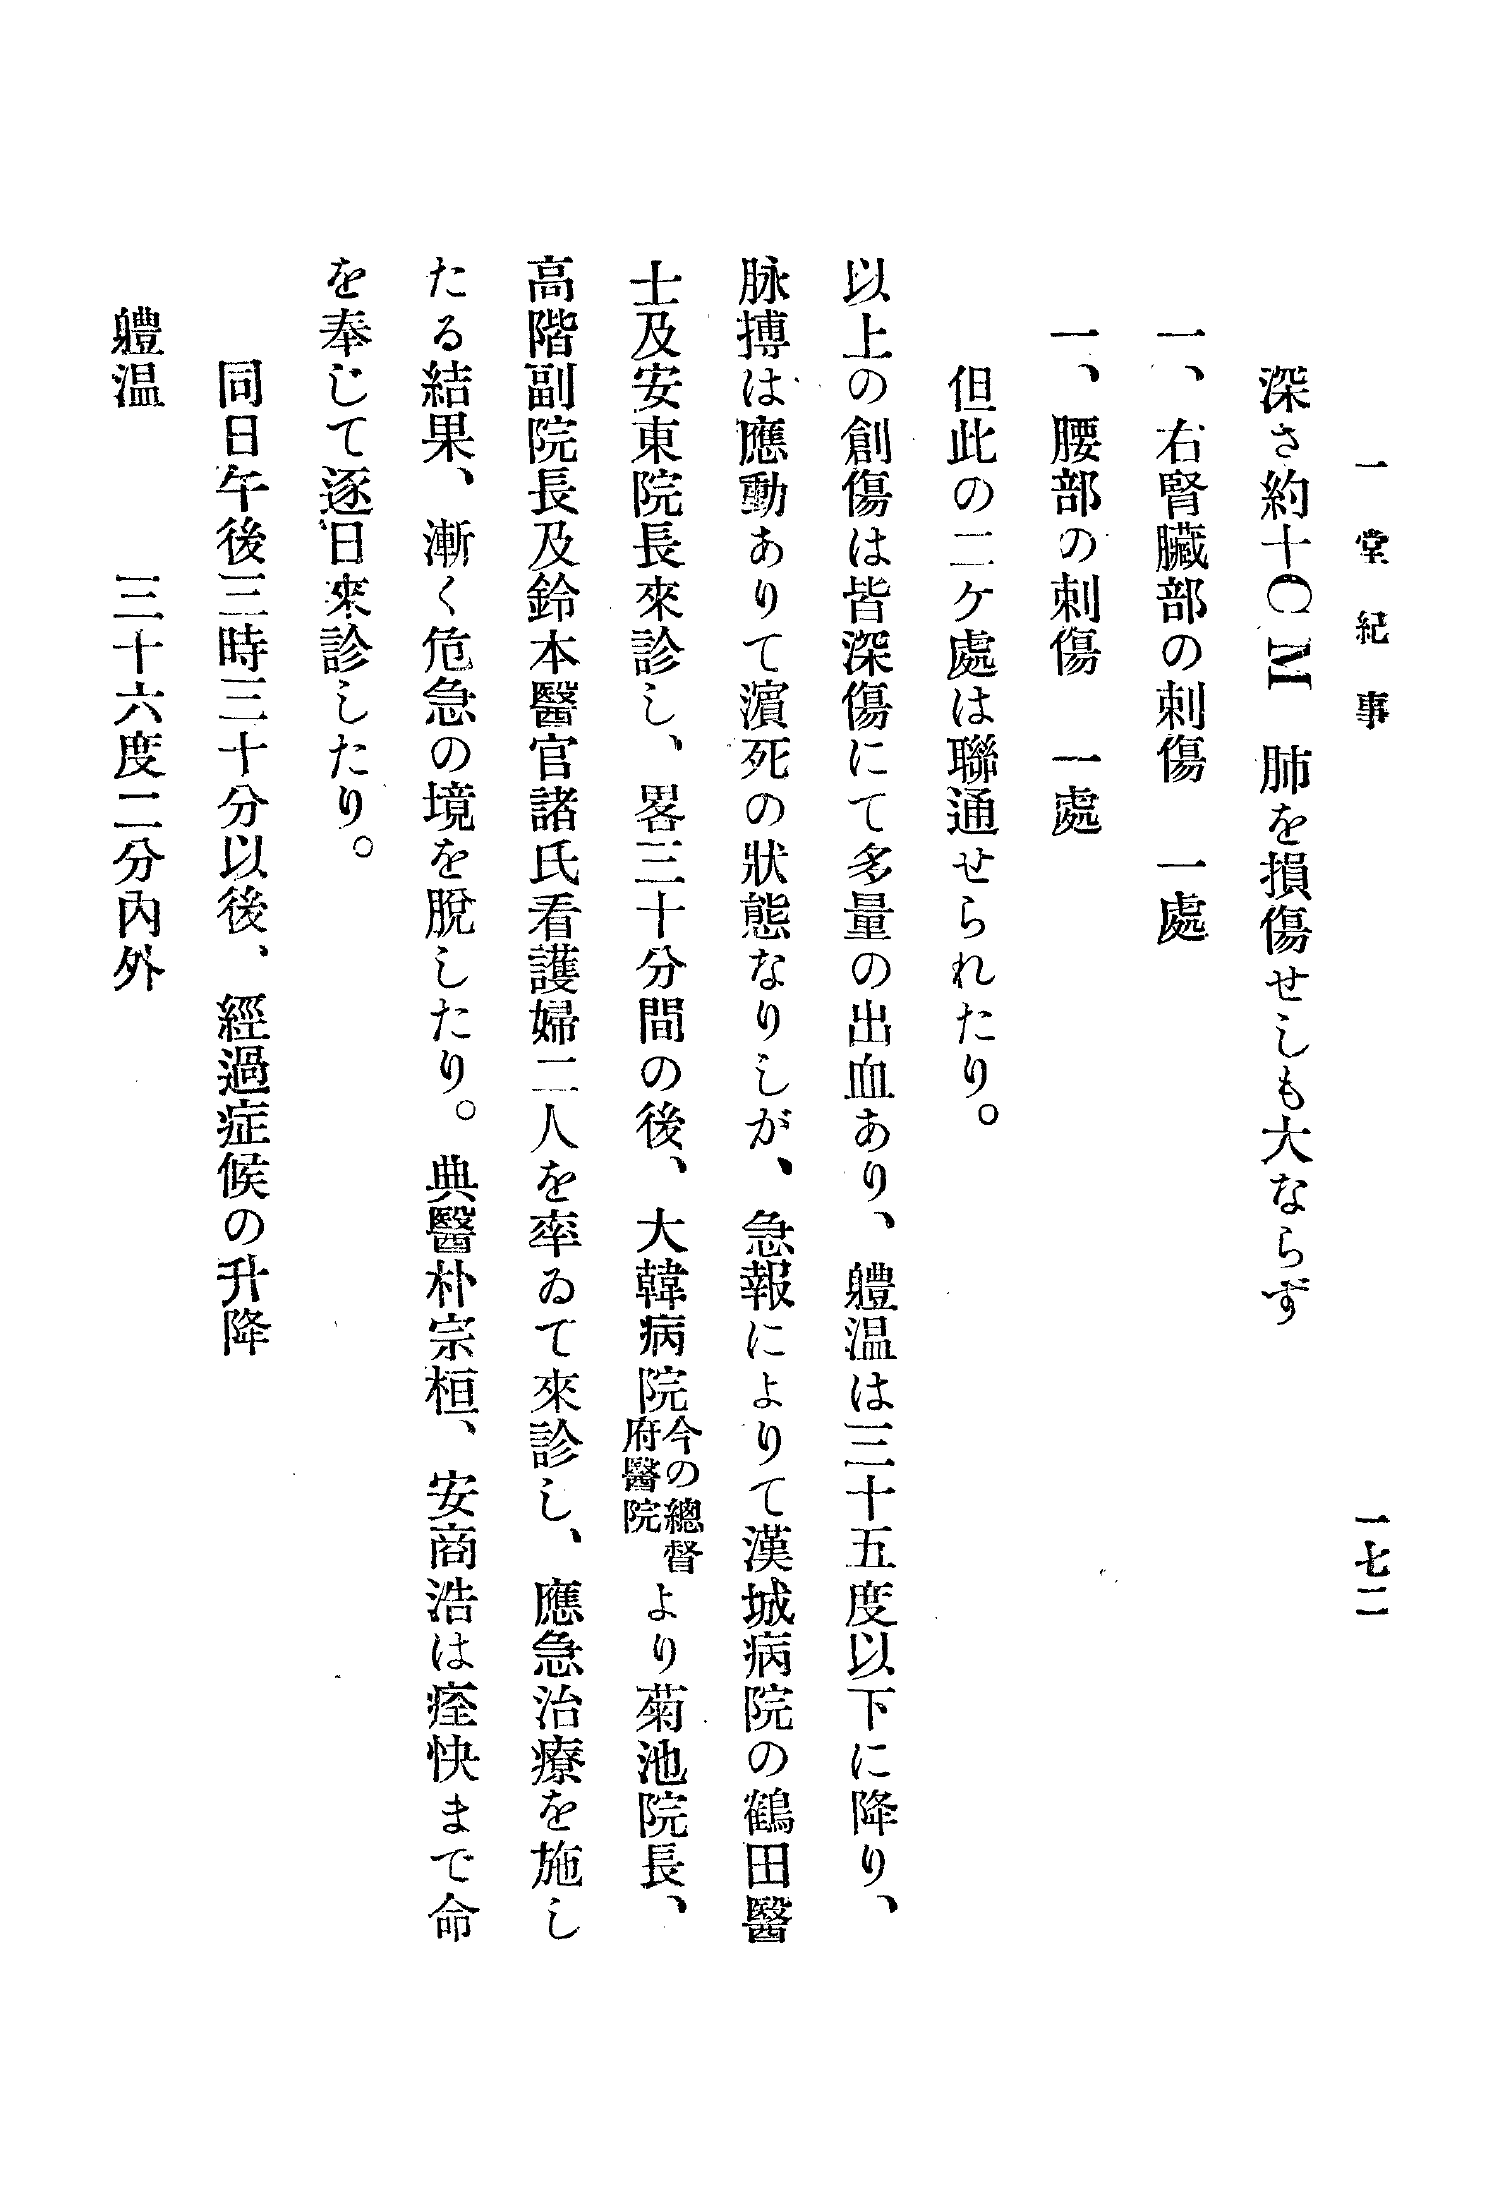 一堂紀事
一七二
深さ約十CM　肺を損傷せしも大ならず
一、右腎臟部の刺傷　一處
一、腰部の刺傷　一處
但此の二ケ處は聯通せられたり。
以上の創傷は皆深傷にて多量の出血あり、軆温は三十五度以下に降り、
脉搏は應動ありて濵死の狀態なりしが、急報によりて漢城病院の鶴田醫
士及安東院長來診し、畧三十分間の後、大韓病院今の總督府醫院より菊池院長、
高階副院長及鈴本醫官諸氏看護婦二人を率ゐて來診し、應急治療を施し
たる結果、漸く危急の境を脫したり。典醫朴宗桓、安商浩は痊快まで命
を奉じて逐日來診したり。
同日午後三時三十分以後、經過症候の升降
軆温　三十六度二分內外